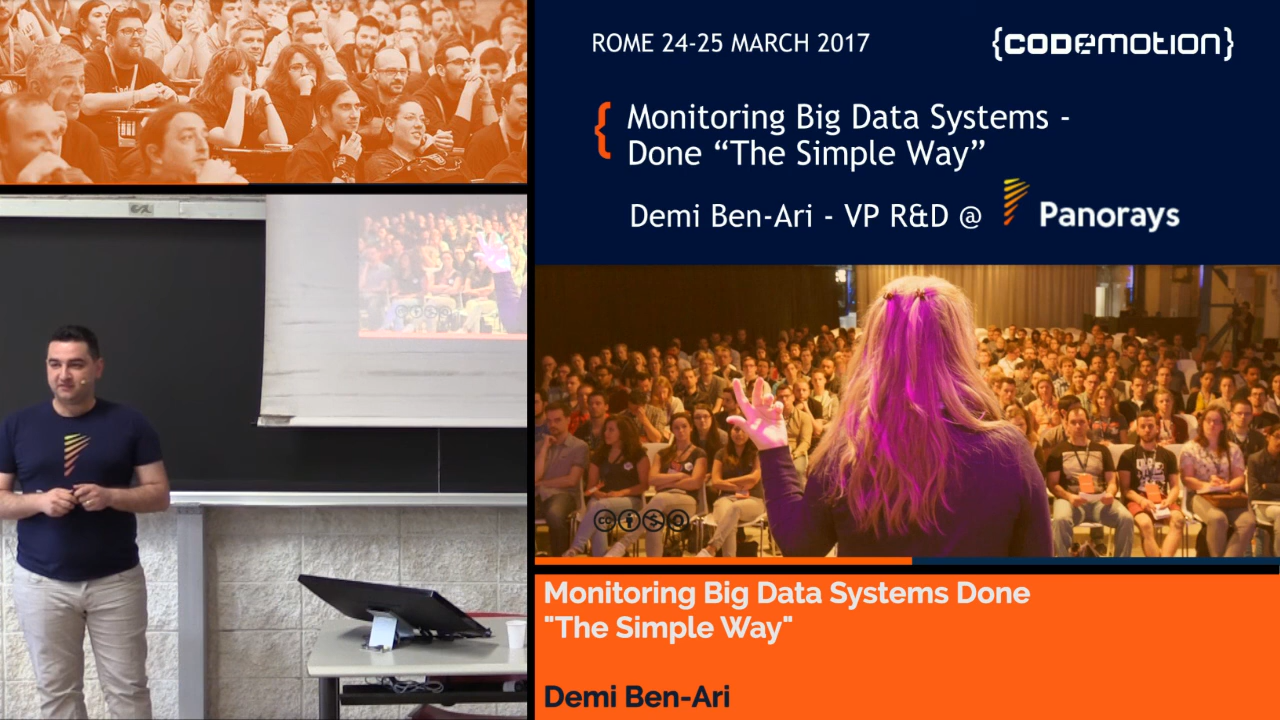 ROME 24-25 MARCH 2017
{CODEMOTION}
Monitoring Big Data Systems -
Done “The Simple Way”
Demi Ben-Ari - VP R&D @ Panorays
Monitoring Big Data Systems Done
"The Simple Way"
Demi Ben-Ari